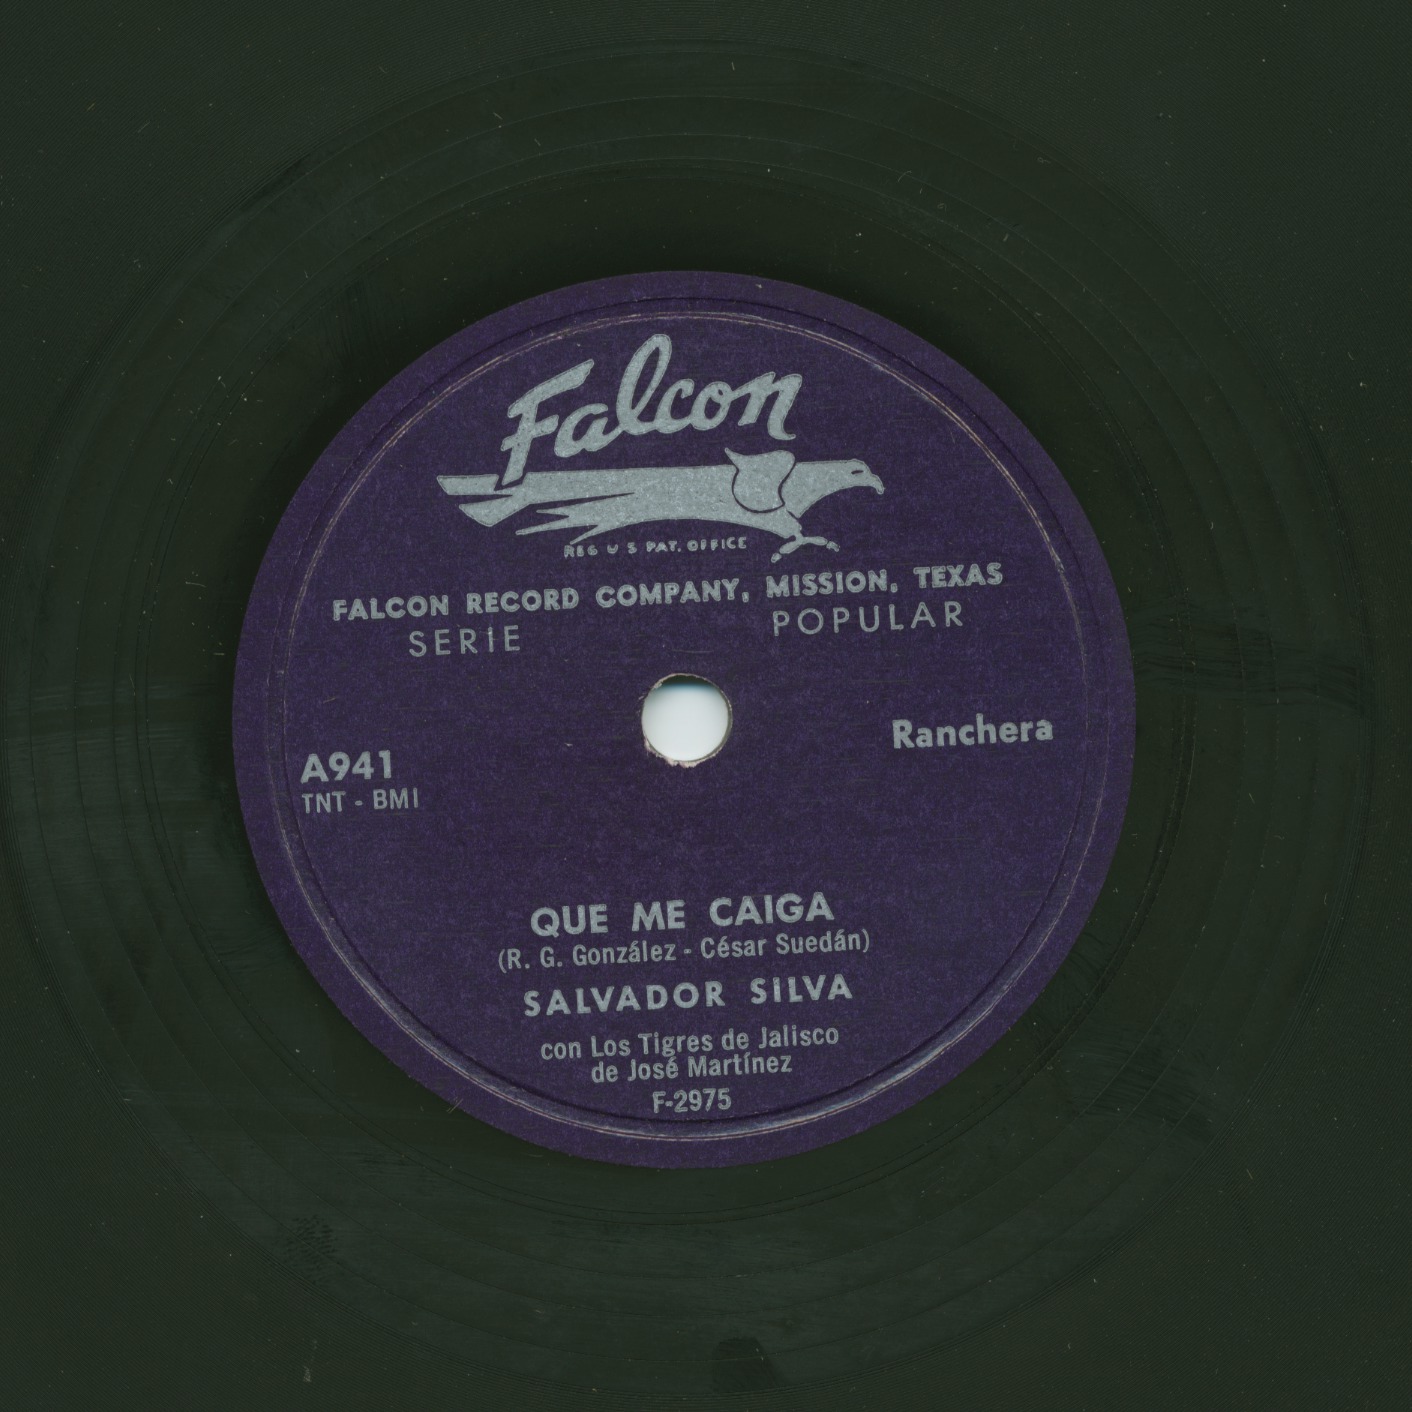 Falcon
REG U S PAT. OFFICE
FALCON RECORD COMPANY, MISSION, TEXAS
SERIE POPULAR
Ranchera
A941
TNT - BMI
QUE ME CAIGA
(R. G. González - César Suedán)
SALVADOR SILVA
con Los Tigres de Jalisco
de José Martínez
F-2975